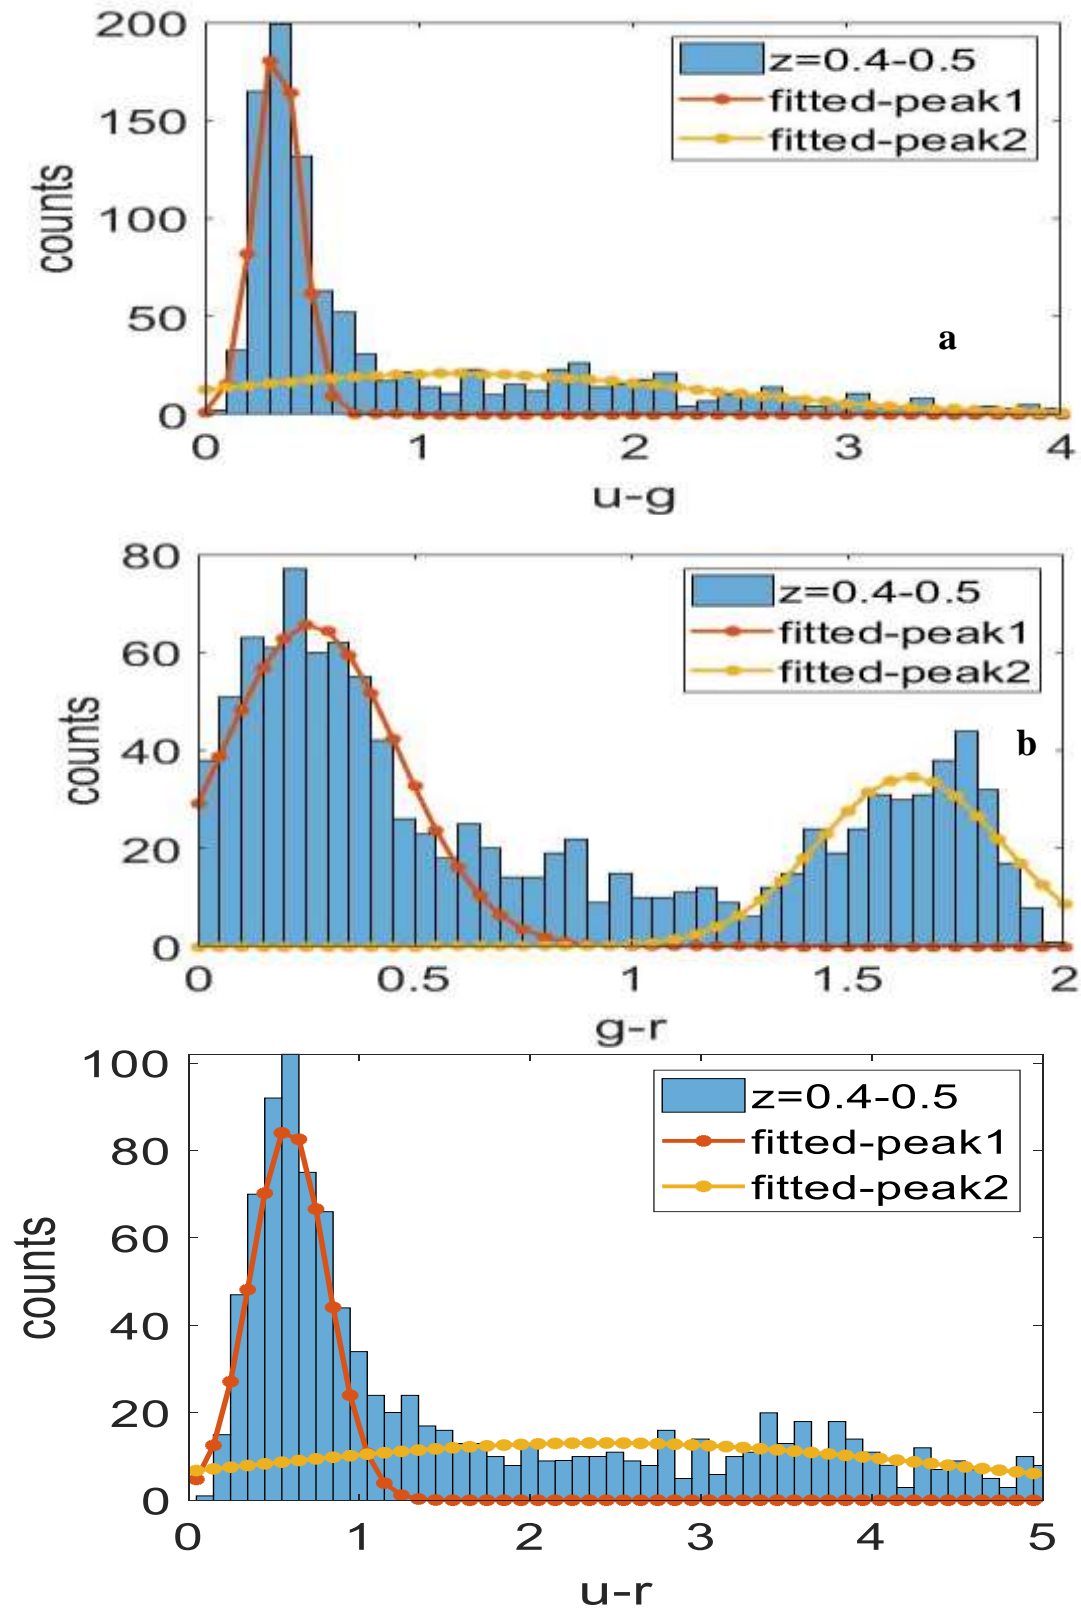 200
150
100
50
0
counts
z=0.4-0.5
fitted-peak1
fitted-peak2
a
0 1 2 3 4
u-g
80
60
40
20
0
counts
z=0.4-0.5
fitted-peak1
fitted-peak2
b
0 0.5 1 1.5 2
g-r
100
80
60
40
20
0
counts
z=0.4-0.5
fitted-peak1
fitted-peak2
0 1 2 3 4 5
u-r